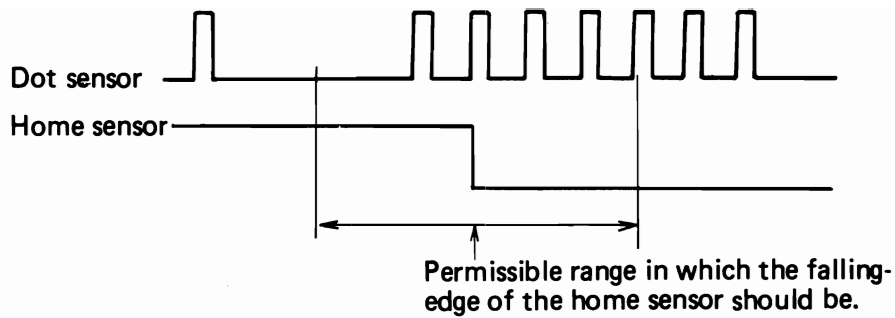 Dot sensor
Home sensor
Permissible range in which the falling-
edge of the home sensor should be.